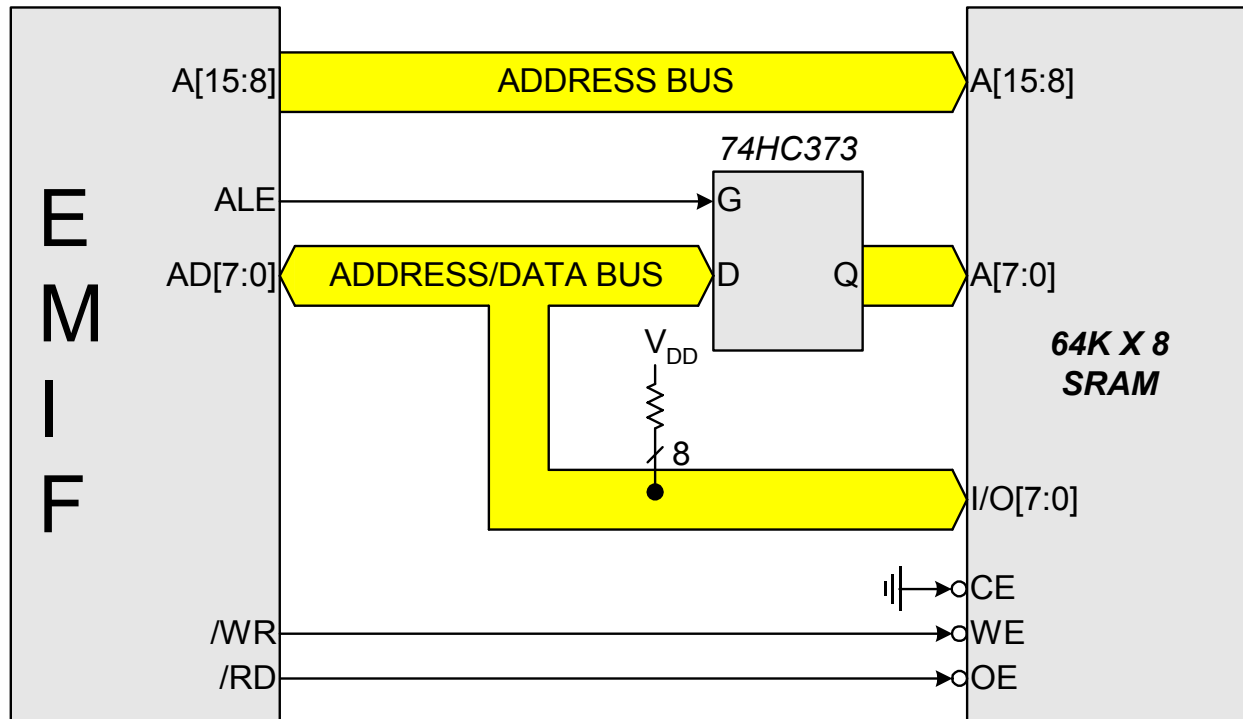 A[15:8]
ADDRESS BUS
A[15:8]
74HC373
ALE
G
E
M
I
F
AD[7:0]
ADDRESS/DATA BUS
D
Q
A[7:0]
VDD
64K X 8
SRAM
8
I/O[7:0]
CE
/WR
WE
/RD
OE